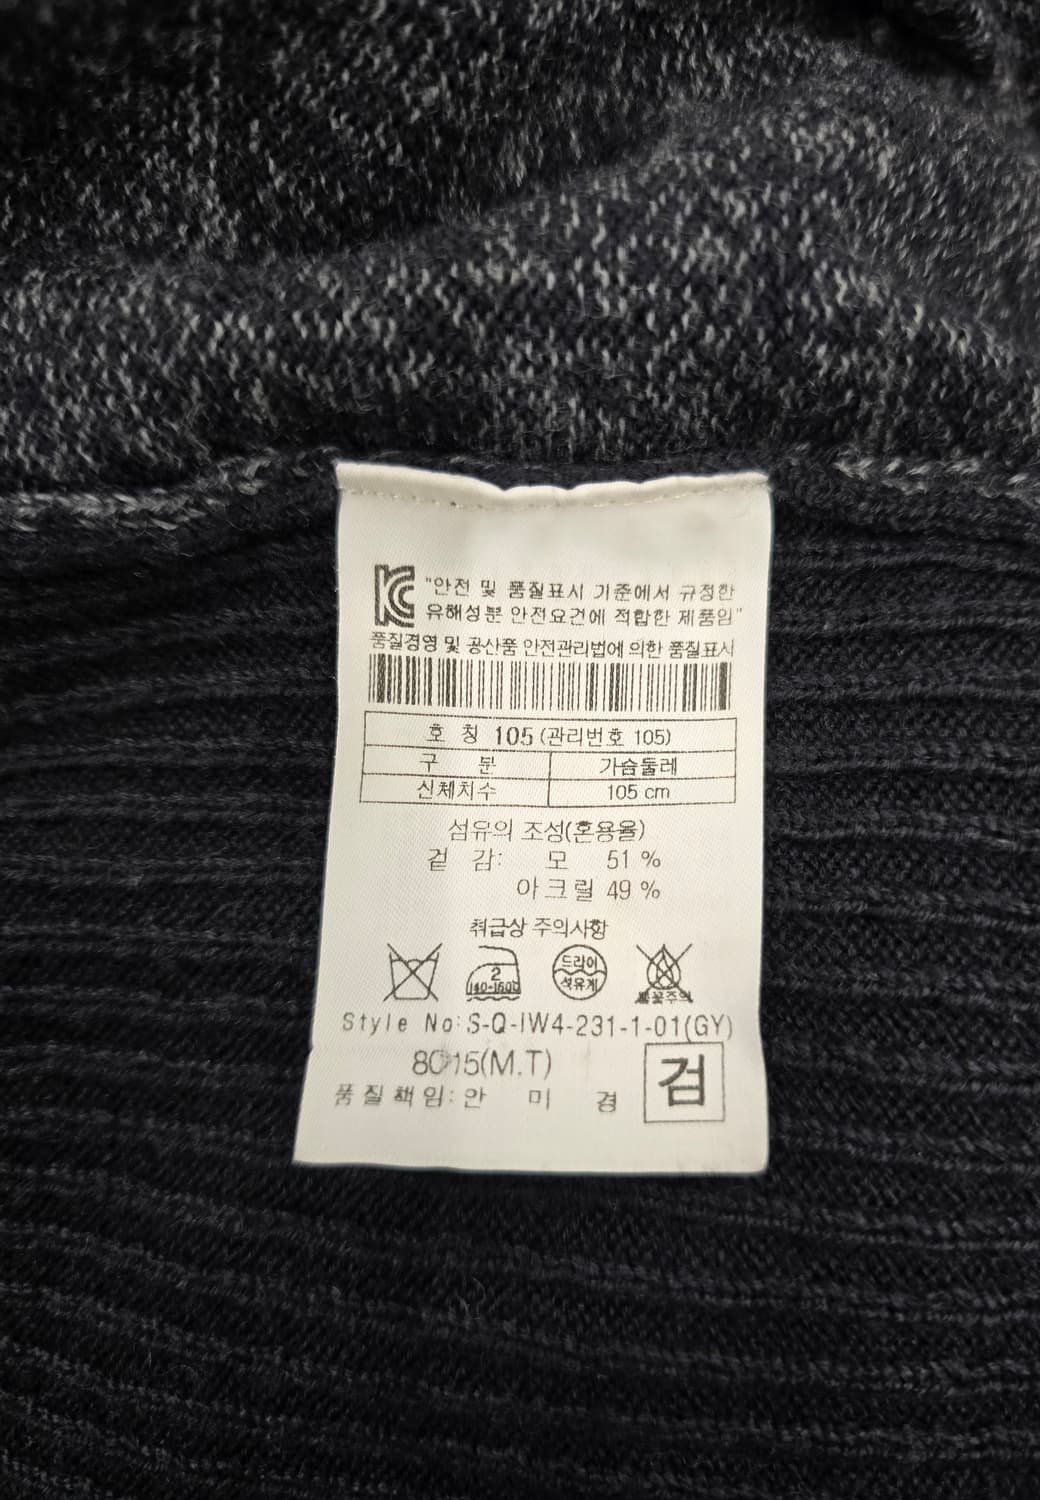 "안전 및 품질표시 기준에서 규정한
유해성분 안전요건에 적합한 제품임"
품질경영 및 공산품 안전관리법에 의한 품질표시
호 칭 105 (관리번호 105)
구 분 가슴둘레
신체치수 105 cm
섬유의 조성(혼용율)
겉 감: 모 51 %
아크릴 49 %
취급상 주의사항
2
140-160℃
드라이
석유계
불꽃주의
Style No:S-Q-IW4-231-1-01(GY)
8015(M.T)
검
품질책임:안 미 경